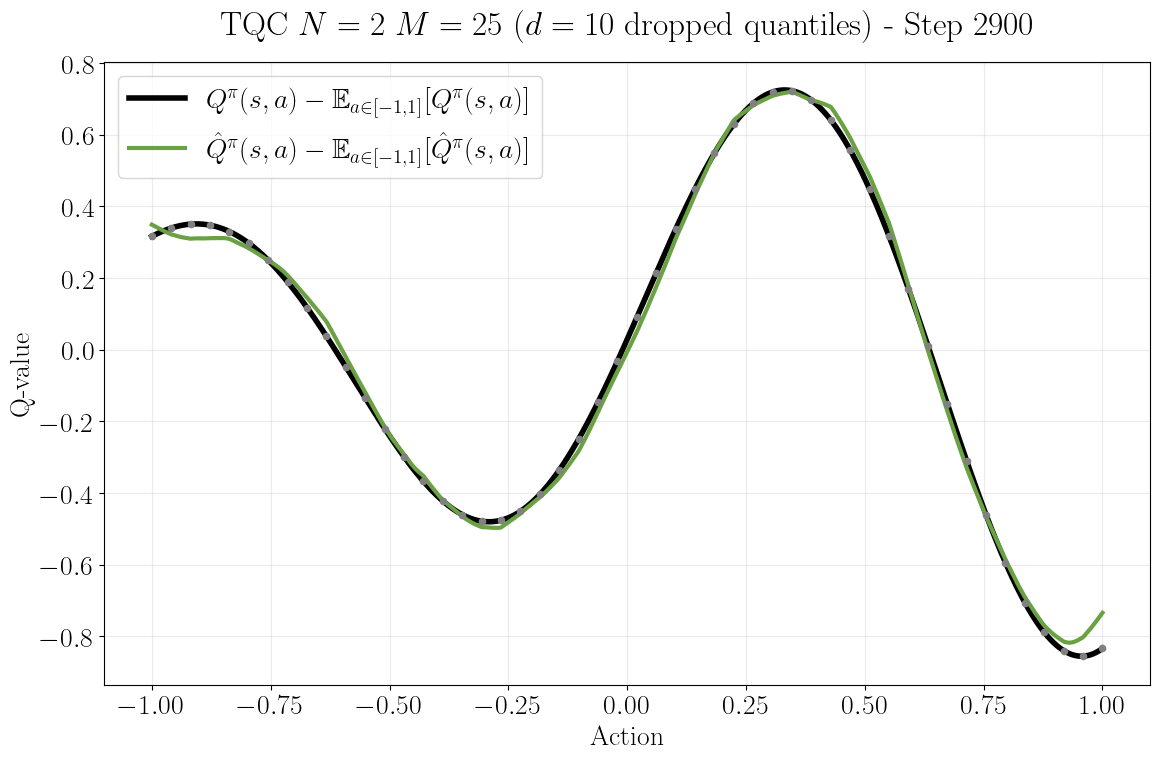 TQC N = 2 M = 25 (d = 10 dropped quantiles) - Step 2900
Q^π(s, a) − 𝔼_{a∈[−1,1]}[Q^π(s, a)]
Q̂^π(s, a) − 𝔼_{a∈[−1,1]}[Q̂^π(s, a)]
0.8
0.6
0.4
0.2
0.0
−0.2
−0.4
−0.6
−0.8
Q-value
−1.00 −0.75 −0.50 −0.25 0.00 0.25 0.50 0.75 1.00
Action